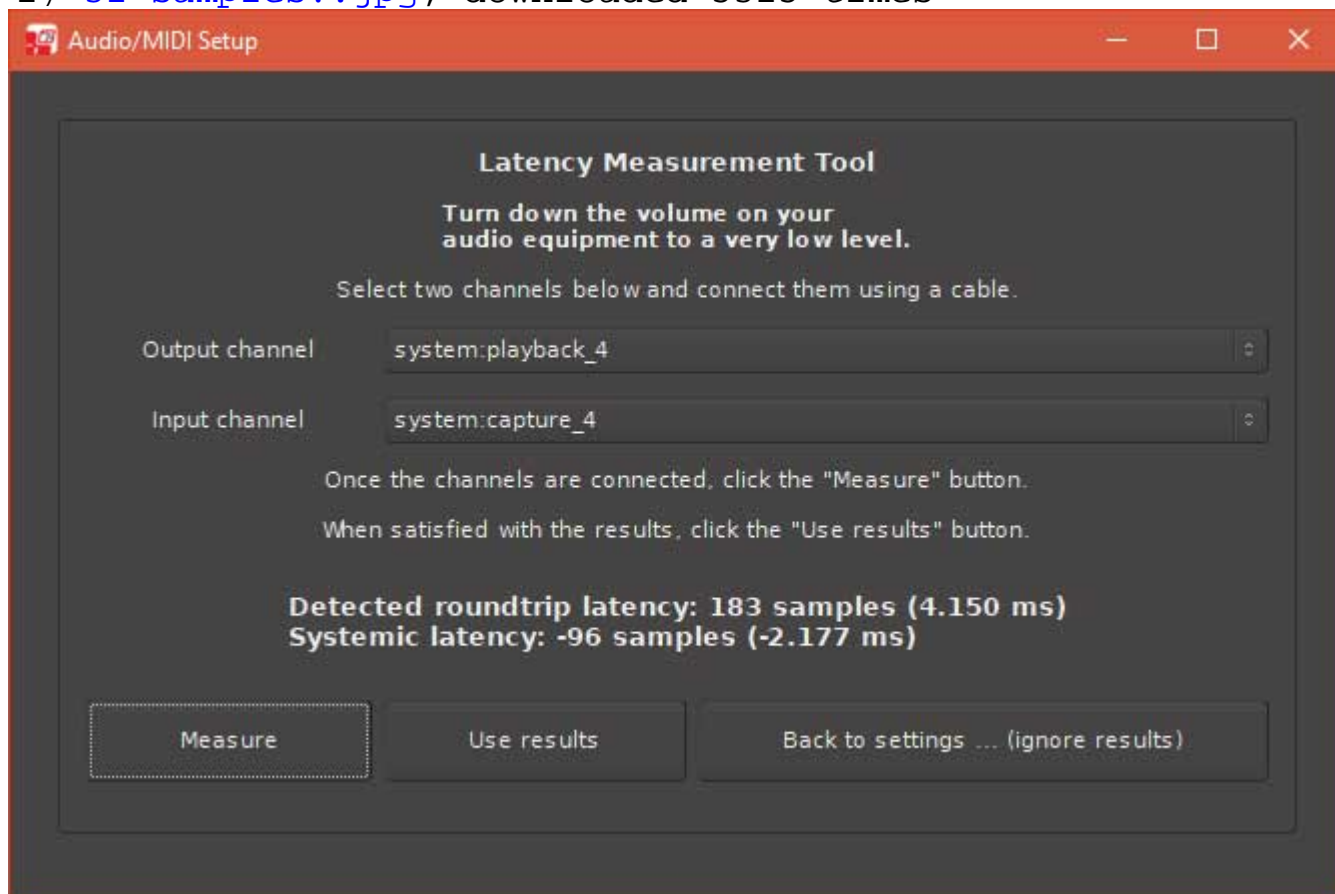 Audio/MIDI Setup
Latency Measurement Tool
Turn down the volume on your
audio equipment to a very low level.
Select two channels below and connect them using a cable.
Output channel system:playback_4
Input channel system:capture_4
Once the channels are connected, click the "Measure" button.
When satisfied with the results, click the "Use results" button.
Detected roundtrip latency: 183 samples (4.150 ms)
Systemic latency: -96 samples (-2.177 ms)
Measure Use results Back to settings ... (ignore results)